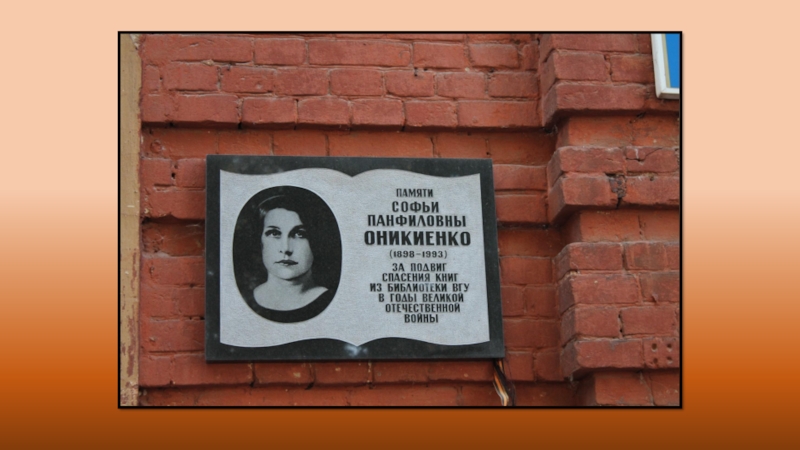 ПАМЯТИ
СОФЬИ
ПАНФИЛОВНЫ
ОНИКИЕНКО
(1898-1993)
ЗА ПОДВИГ
СПАСЕНИЯ КНИГ
ИЗ БИБЛИОТЕКИ ВГУ
В ГОДЫ ВЕЛИКОЙ
ОТЕЧЕСТВЕННОЙ
ВОЙНЫ